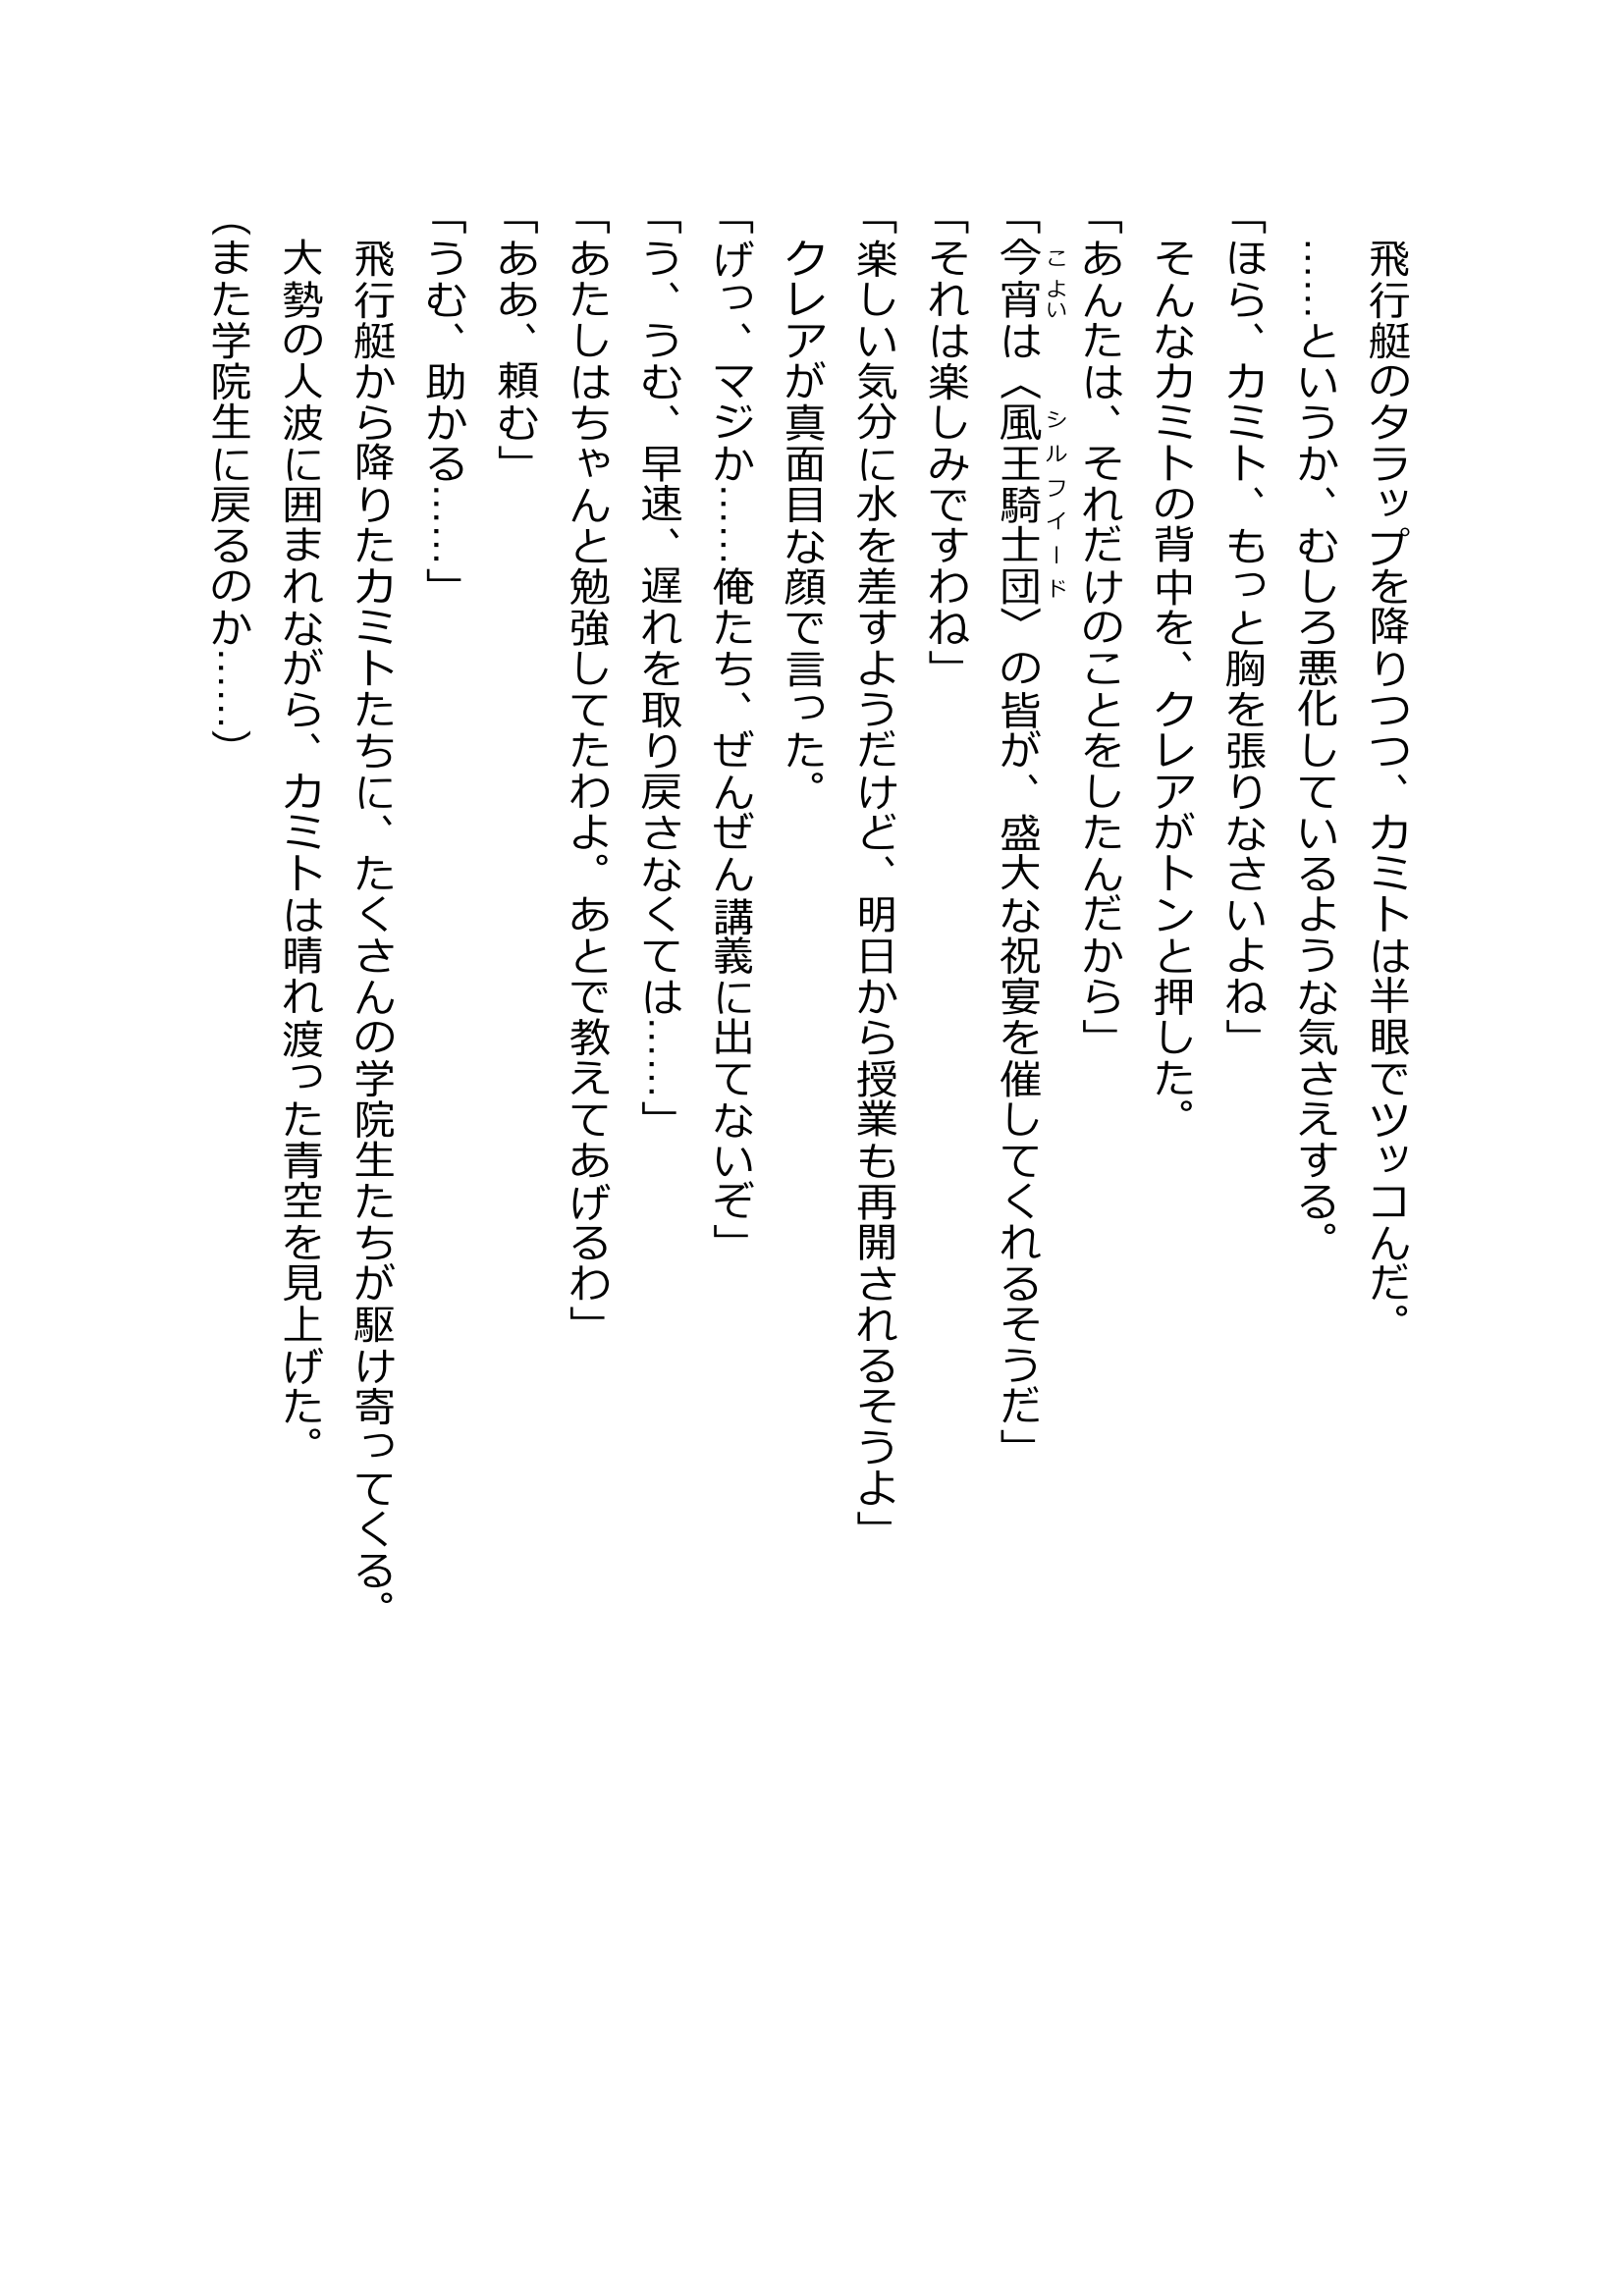 飛行艇のタラップを降りつつ、カミトは半眼でツッコんだ。
……というか、むしろ悪化しているような気さえする。
「ほら、カミト、もっと胸を張りなさいよね」
そんなカミトの背中を、クレアがトンと押した。
「あんたは、それだけのことをしたんだから」
「今宵は〈風王騎士団〉の皆が、盛大な祝宴を催してくれるそうだ」
こよい シルフィード
「それは楽しみですわね」
「楽しい気分に水を差すようだけど、明日から授業も再開されるそうよ」
クレアが真面目な顔で言った。
「げっ、マジか……俺たち、ぜんぜん講義に出てないぞ」
「う、うむ、早速、遅れを取り戻さなくては……」
「あたしはちゃんと勉強してたわよ。あとで教えてあげるわ」
「ああ、頼む」
「うむ、助かる……」
飛行艇から降りたカミトたちに、たくさんの学院生たちが駆け寄ってくる。
大勢の人波に囲まれながら、カミトは晴れ渡った青空を見上げた。
（また学院生に戻るのか……）